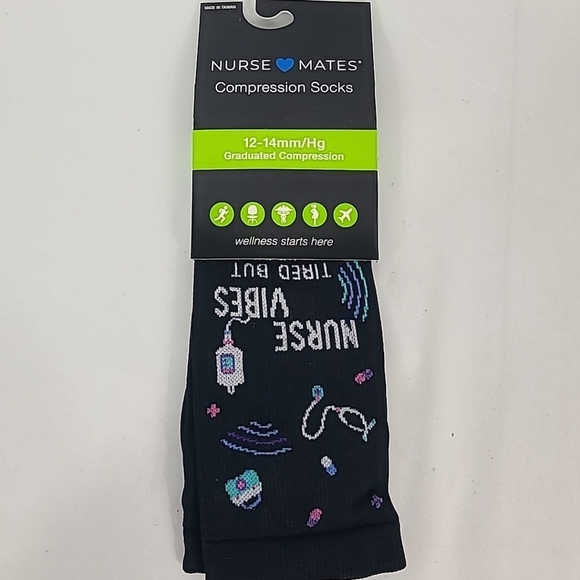 MADE IN TAIWAN
NURSE MATES®
Compression Socks
12-14mm/Hg
Graduated Compression
wellness starts here
TIRED BUT
NURSE
VIBES